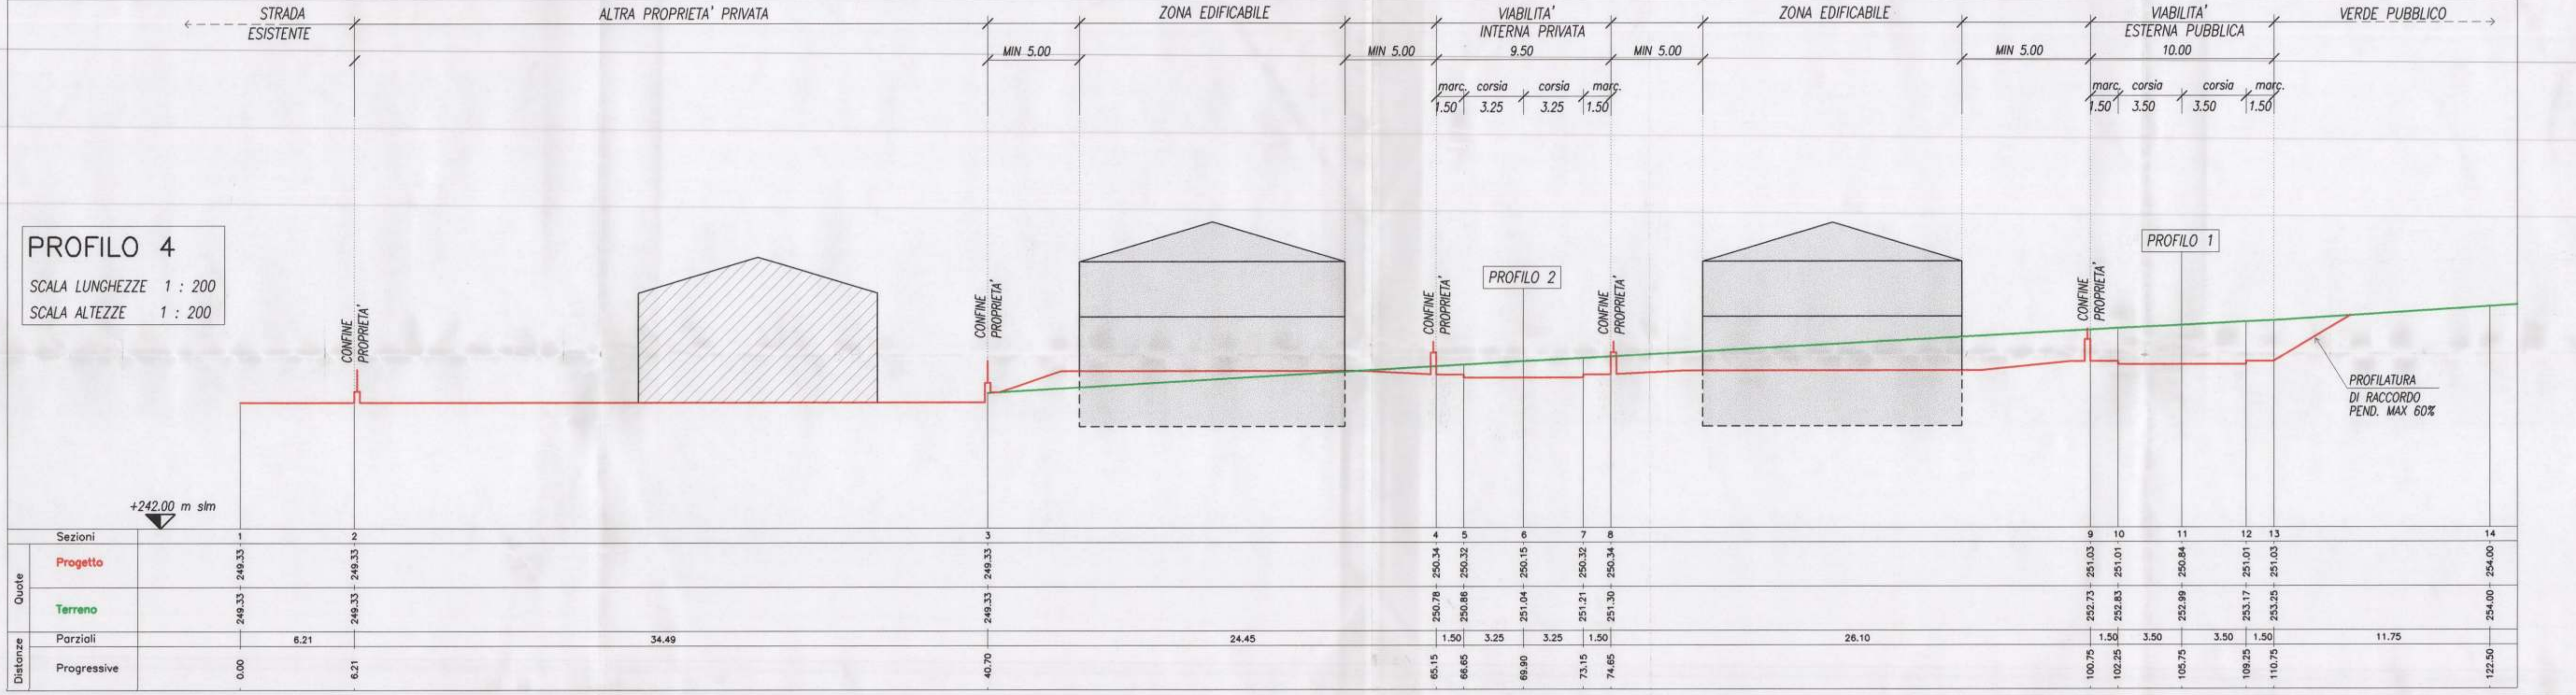 STRADA
ESISTENTE
ALTRA PROPRIETA' PRIVATA
ZONA EDIFICABILE
VIABILITA'
INTERNA PRIVATA
ZONA EDIFICABILE
VIABILITA'
ESTERNA PUBBLICA
VERDE PUBBLICO
MIN 5.00
MIN 5.00
9.50
MIN 5.00
MIN 5.00
10.00
marc. corsia corsia marc.
1.50 3.25 3.25 1.50
marc. corsia corsia marc.
1.50 3.50 3.50 1.50
PROFILO 4
SCALA LUNGHEZZE 1 : 200
SCALA ALTEZZE 1 : 200
CONFINE
PROPRIETA'
CONFINE
PROPRIETA'
CONFINE
PROPRIETA'
PROFILO 2
CONFINE
PROPRIETA'
CONFINE
PROPRIETA'
PROFILO 1
PROFILATURA
DI RACCORDO
PEND. MAX 60%
+242.00 m slm
Sezioni 1 2 3 4 5 6 7 8 9 10 11 12 13 14
Quote
Progetto 249.33 249.33 249.33 250.34 250.32 250.15 250.32 250.34 251.03 251.01 250.84 251.01 251.03 254.00
Terreno 249.33 249.33 249.33 250.78 250.86 251.04 251.21 251.30 252.73 252.83 252.99 253.17 253.25 254.00
Distanze
Parziali 6.21 34.49 24.45 1.50 3.25 3.25 1.50 26.10 1.50 3.50 3.50 1.50 11.75
Progressive 0.00 6.21 40.70 65.15 66.65 69.90 73.15 74.65 100.75 102.25 105.75 109.25 110.75 122.50